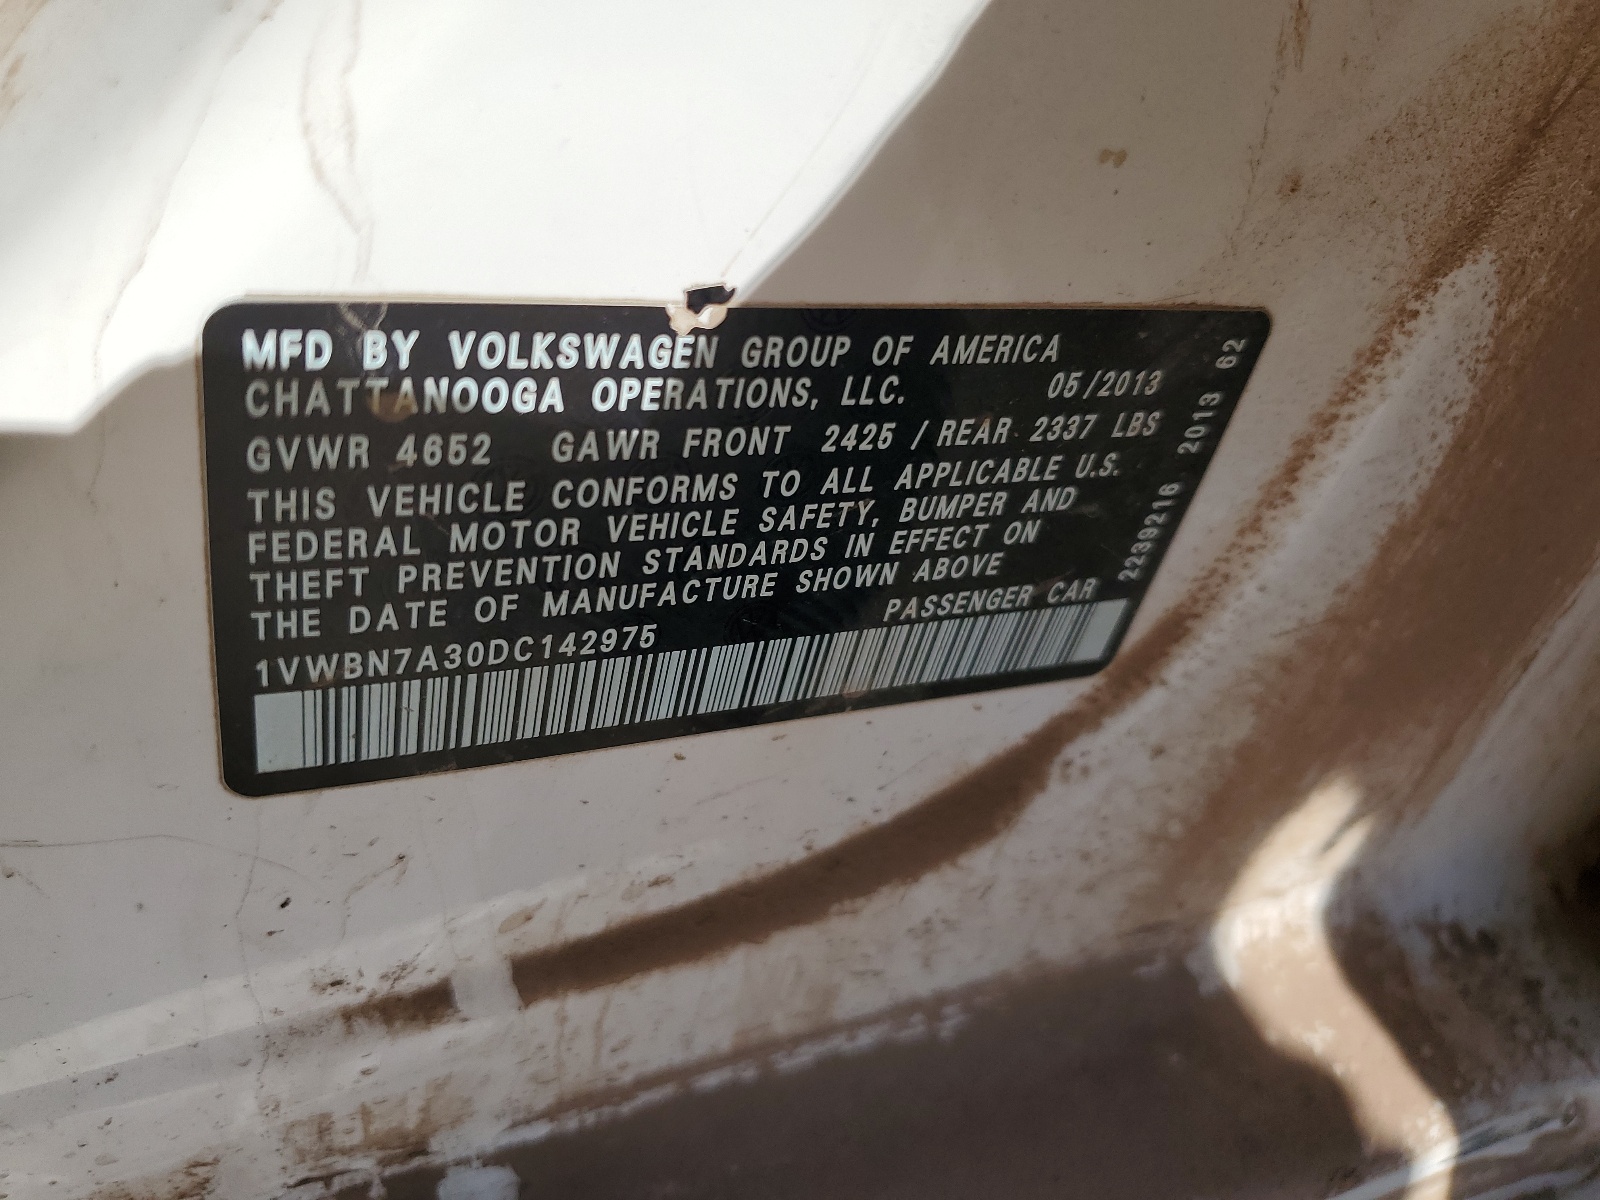 MFD BY VOLKSWAGEN GROUP OF AMERICA
CHATTANOOGA OPERATIONS, LLC. 05/2013
GVWR 4652 GAWR FRONT 2425 / REAR 2337 LBS
THIS VEHICLE CONFORMS TO ALL APPLICABLE U.S.
FEDERAL MOTOR VEHICLE SAFETY, BUMPER AND
THEFT PREVENTION STANDARDS IN EFFECT ON
THE DATE OF MANUFACTURE SHOWN ABOVE
1VWBN7A30DC142975 PASSENGER CAR
2239216 2013 62